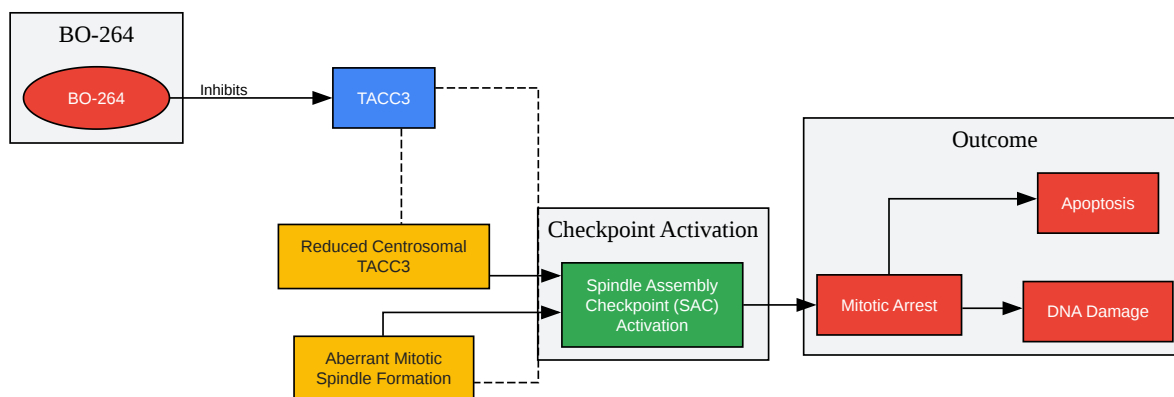 BO-264
BO-264
Inhibits
TACC3
Reduced Centrosomal
TACC3
Aberrant Mitotic
Spindle Formation
Checkpoint Activation
Spindle Assembly
Checkpoint (SAC)
Activation
Outcome
Mitotic Arrest
Apoptosis
DNA Damage